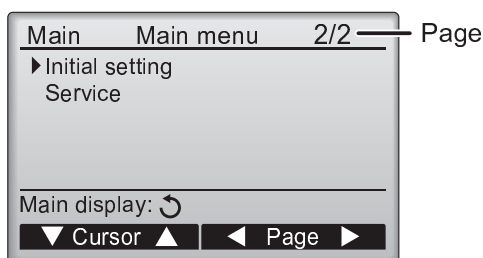 Main Main menu 2/2 Page
Initial setting
Service
Main display:
Cursor Page